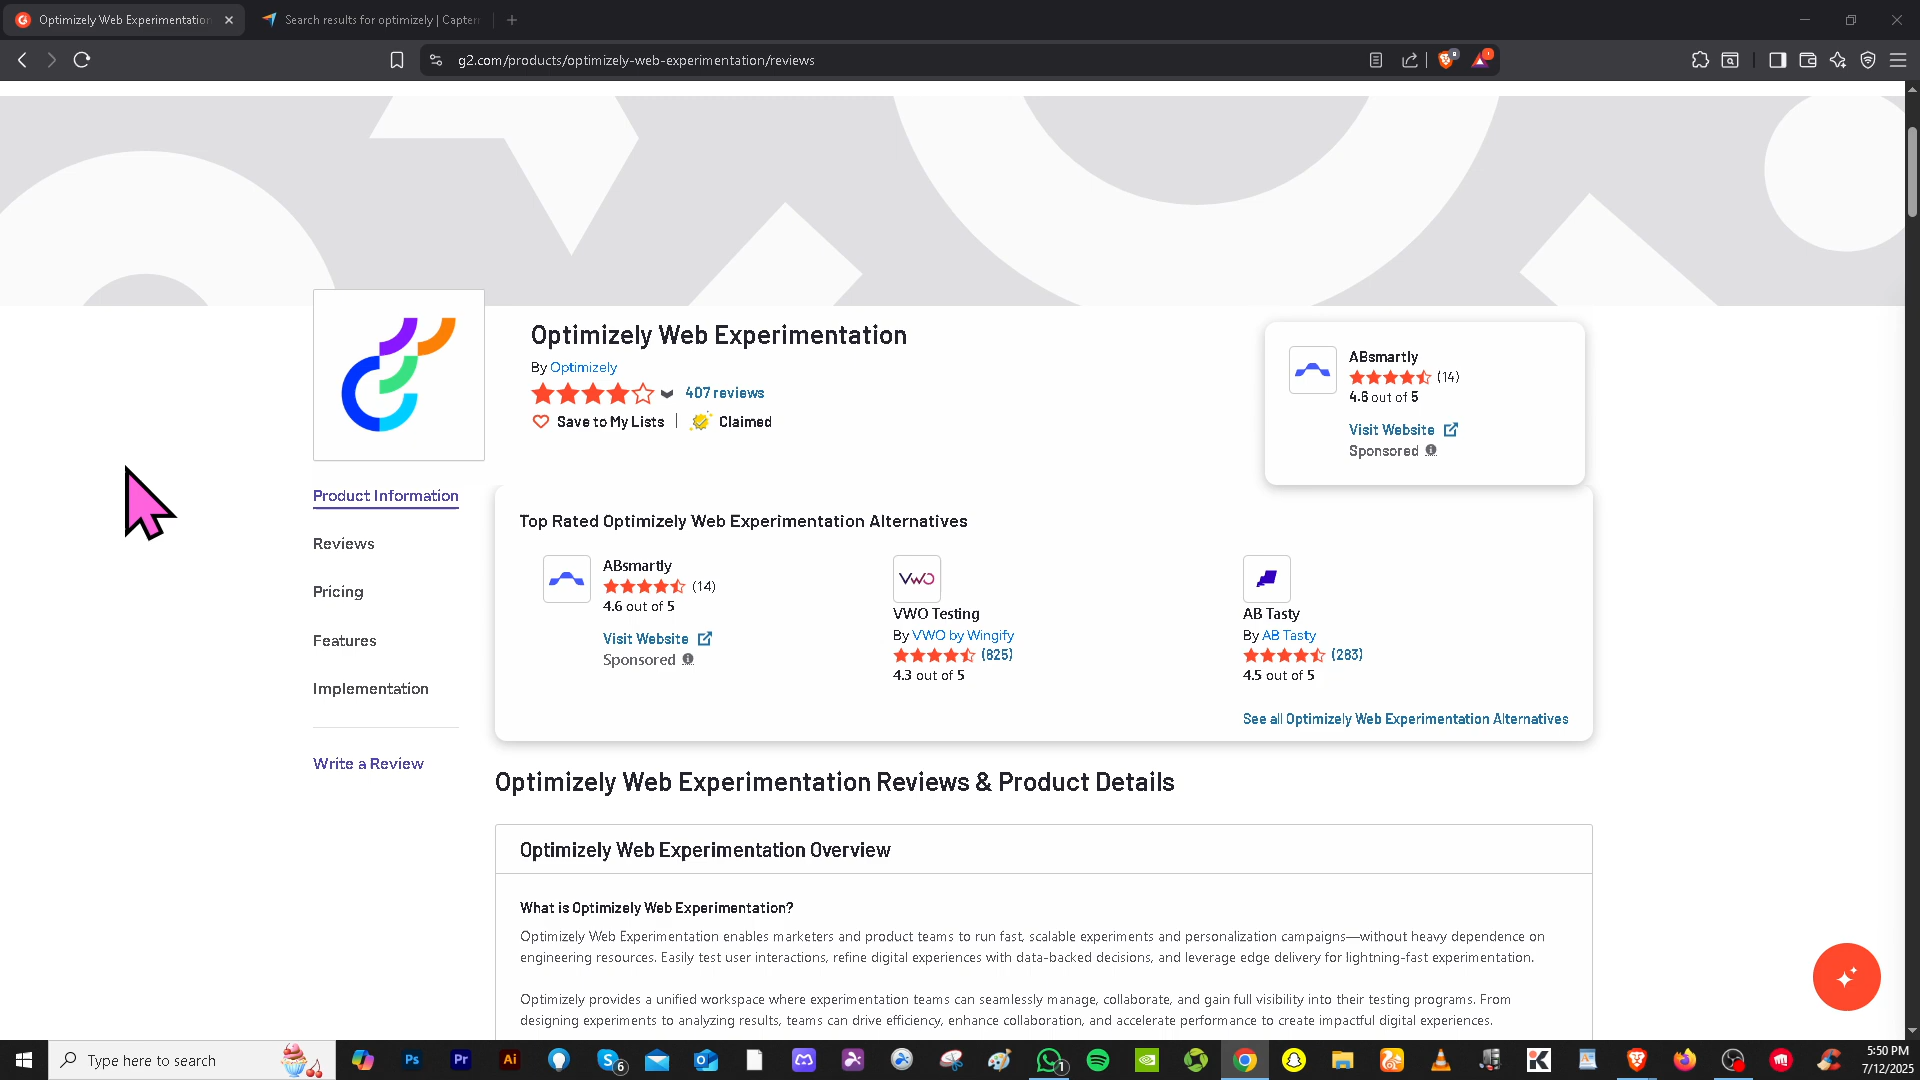 Optimizely Web Experimentation
Search results for optimizely | Capter
g2.com/products/optimizely-web-experimentation/reviews
Optimizely Web Experimentation
By Optimizely
407 reviews
Save to My Lists | Claimed
ABsmartly
(14)
4.6 out of 5
Visit Website
Sponsored
Product Information
Reviews
Pricing
Features
Implementation
Write a Review
Top Rated Optimizely Web Experimentation Alternatives
ABsmartly
(14)
4.6 out of 5
Visit Website
Sponsored
VWO
VWO Testing
By VWO by Wingify
(825)
4.3 out of 5
AB Tasty
By AB Tasty
(283)
4.5 out of 5
See all Optimizely Web Experimentation Alternatives
Optimizely Web Experimentation Reviews & Product Details
Optimizely Web Experimentation Overview
What is Optimizely Web Experimentation?
Optimizely Web Experimentation enables marketers and product teams to run fast, scalable experiments and personalization campaigns—without heavy dependence on
engineering resources. Easily test user interactions, refine digital experiences with data-backed decisions, and leverage edge delivery for lightning-fast experimentation.
Optimizely provides a unified workspace where experimentation teams can seamlessly manage, collaborate, and gain full visibility into their testing programs. From
designing experiments to analyzing results, teams can drive efficiency, enhance collaboration, and accelerate performance to create impactful digital experiences.
Type here to search
Ps
Pr
Ai
6
1
5:50 PM
7/12/2025